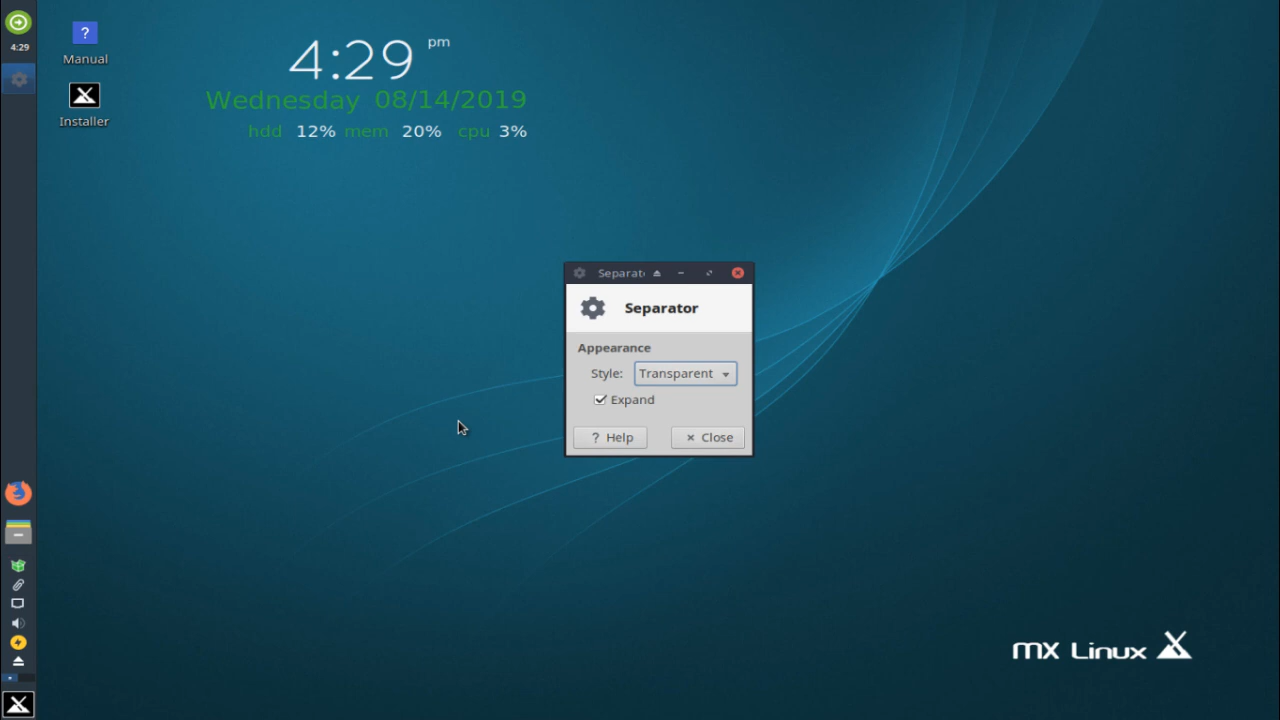 4:29
?
Manual
Installer
4:29 pm
Wednesday 08/14/2019
hdd 12% mem 20% cpu 3%
Separat
Separator
Appearance
Style: Transparent
Expand
? Help
× Close
mx Linux